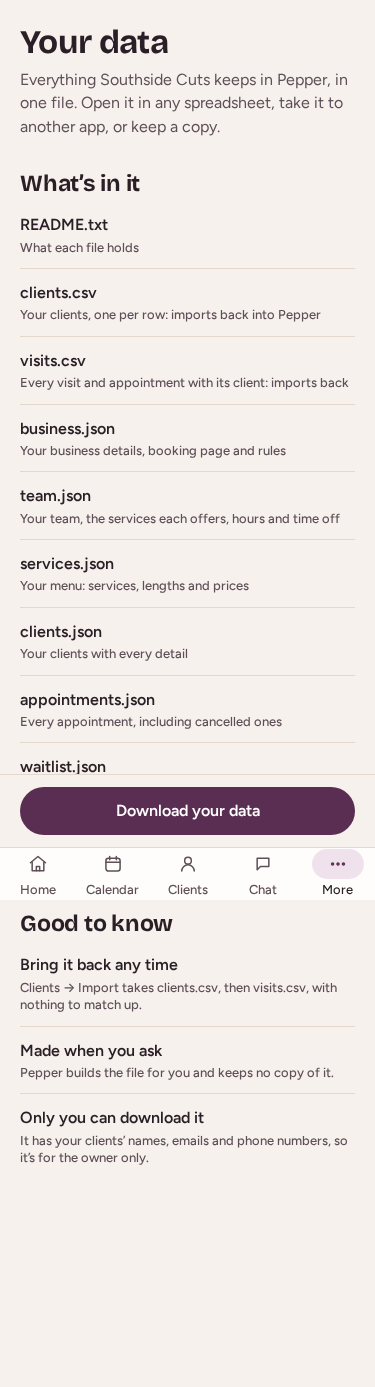 Your data
Everything Southside Cuts keeps in Pepper, in
one file. Open it in any spreadsheet, take it to
another app, or keep a copy.
What's in it
README.txt
What each file holds
clients.csv
Your clients, one per row: imports back into Pepper
visits.csv
Every visit and appointment with its client: imports back
business.json
Your business details, booking page and rules
team.json
Your team, the services each offers, hours and time off
services.json
Your menu: services, lengths and prices
clients.json
Your clients with every detail
appointments.json
Every appointment, including cancelled ones
waitlist.json
Download your data
Home
Calendar
Clients
Chat
More
Good to know
Bring it back any time
Clients → Import takes clients.csv, then visits.csv, with
nothing to match up.
Made when you ask
Pepper builds the file for you and keeps no copy of it.
Only you can download it
It has your clients’ names, emails and phone numbers, so
it’s for the owner only.